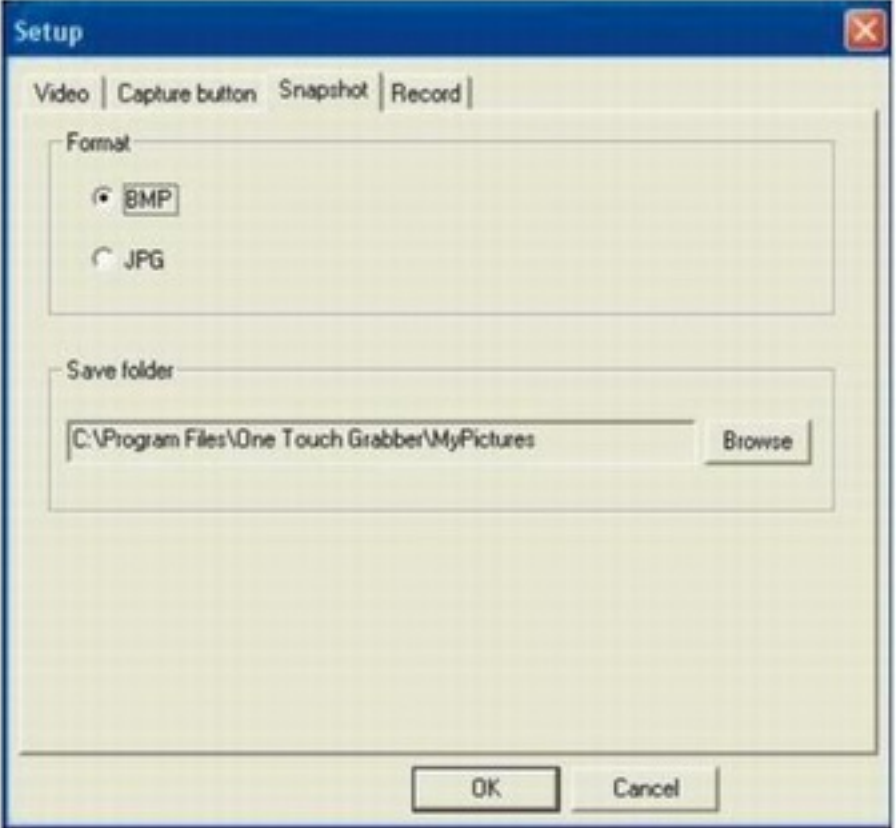 Setup
Video Capture button Snapshot Record
Format
BMP
JPG
Save folder
C:\Program Files\One Touch Grabber\MyPictures Browse
OK Cancel